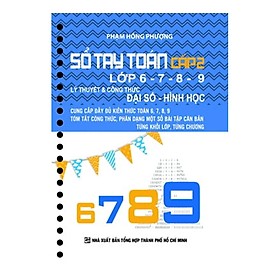 PHẠM HỒNG PHƯỢNG
SỔ TAY TOÁN CẤP 2
LỚP 6 - 7 - 8 - 9
LÝ THUYẾT & CÔNG THỨC
ĐẠI SỐ - HÌNH HỌC
CUNG CẤP ĐẦY ĐỦ KIẾN THỨC TOÁN 6, 7, 8, 9
TÓM TẮT CÔNG THỨC, PHÂN DẠNG MỘT SỐ BÀI TẬP CĂN BẢN
TỪNG KHỐI LỚP, TỪNG CHƯƠNG
6789
NHÀ XUẤT BẢN TỔNG HỢP THÀNH PHỐ HỒ CHÍ MINH